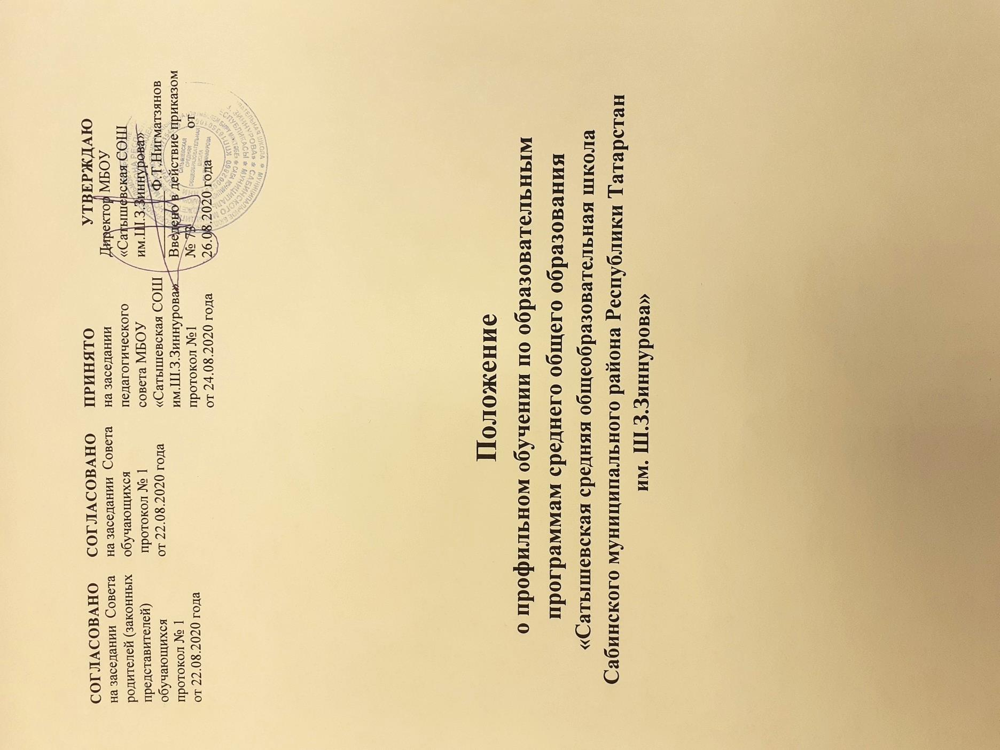 СОГЛАСОВАНО
на заседании Совета
родителей (законных
представителей)
обучающихся
протокол № 1
от 22.08.2020 года
СОГЛАСОВАНО
на заседании Совета
обучающихся
протокол № 1
от 22.08.2020 года
ПРИНЯТО
на заседании
педагогического
совета МБОУ
«Сатышевская СОШ
им.Ш.З.Зиннурова»
протокол №1
от 24.08.2020 года
УТВЕРЖДАЮ
Директор МБОУ
«Сатышевская СОШ
им.Ш.З.Зиннурова»
Ф.Т.Нигматзянов
Введено в действие приказом
№ 73 от
26.08.2020 года
САТЫШЕВСКАЯ
СРЕДНЯЯ
ОБЩЕОБРАЗОВАТЕЛЬНАЯ
ШКОЛА
Положение
о профильном обучении по образовательным
программам среднего общего образования
«Сатышевская средняя общеобразовательная школа
Сабинского муниципального района Республики Татарстан
им. Ш.З.Зиннурова»